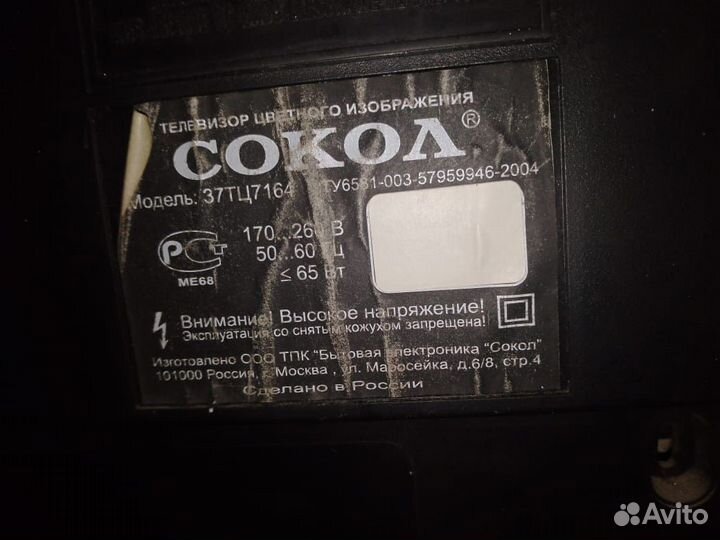 ТЕЛЕВИЗОР ЦВЕТНОГО ИЗОБРАЖЕНИЯ
СОКОЛ®
Модель: 37ТЦ7164 ТУ6581-003-57959946-2004
170...260 В
50...60 Гц
≤ 65 Вт
РСТ
МЕ68
Внимание! Высокое напряжение!
Эксплуатация со снятым кожухом запрещена!
Изготовлено ООО ТПК "Бытовая электроника "Сокол"
101000 Россия, г.Москва, ул. Маросейка, д.6/8, стр.4
Сделано в России
Avito